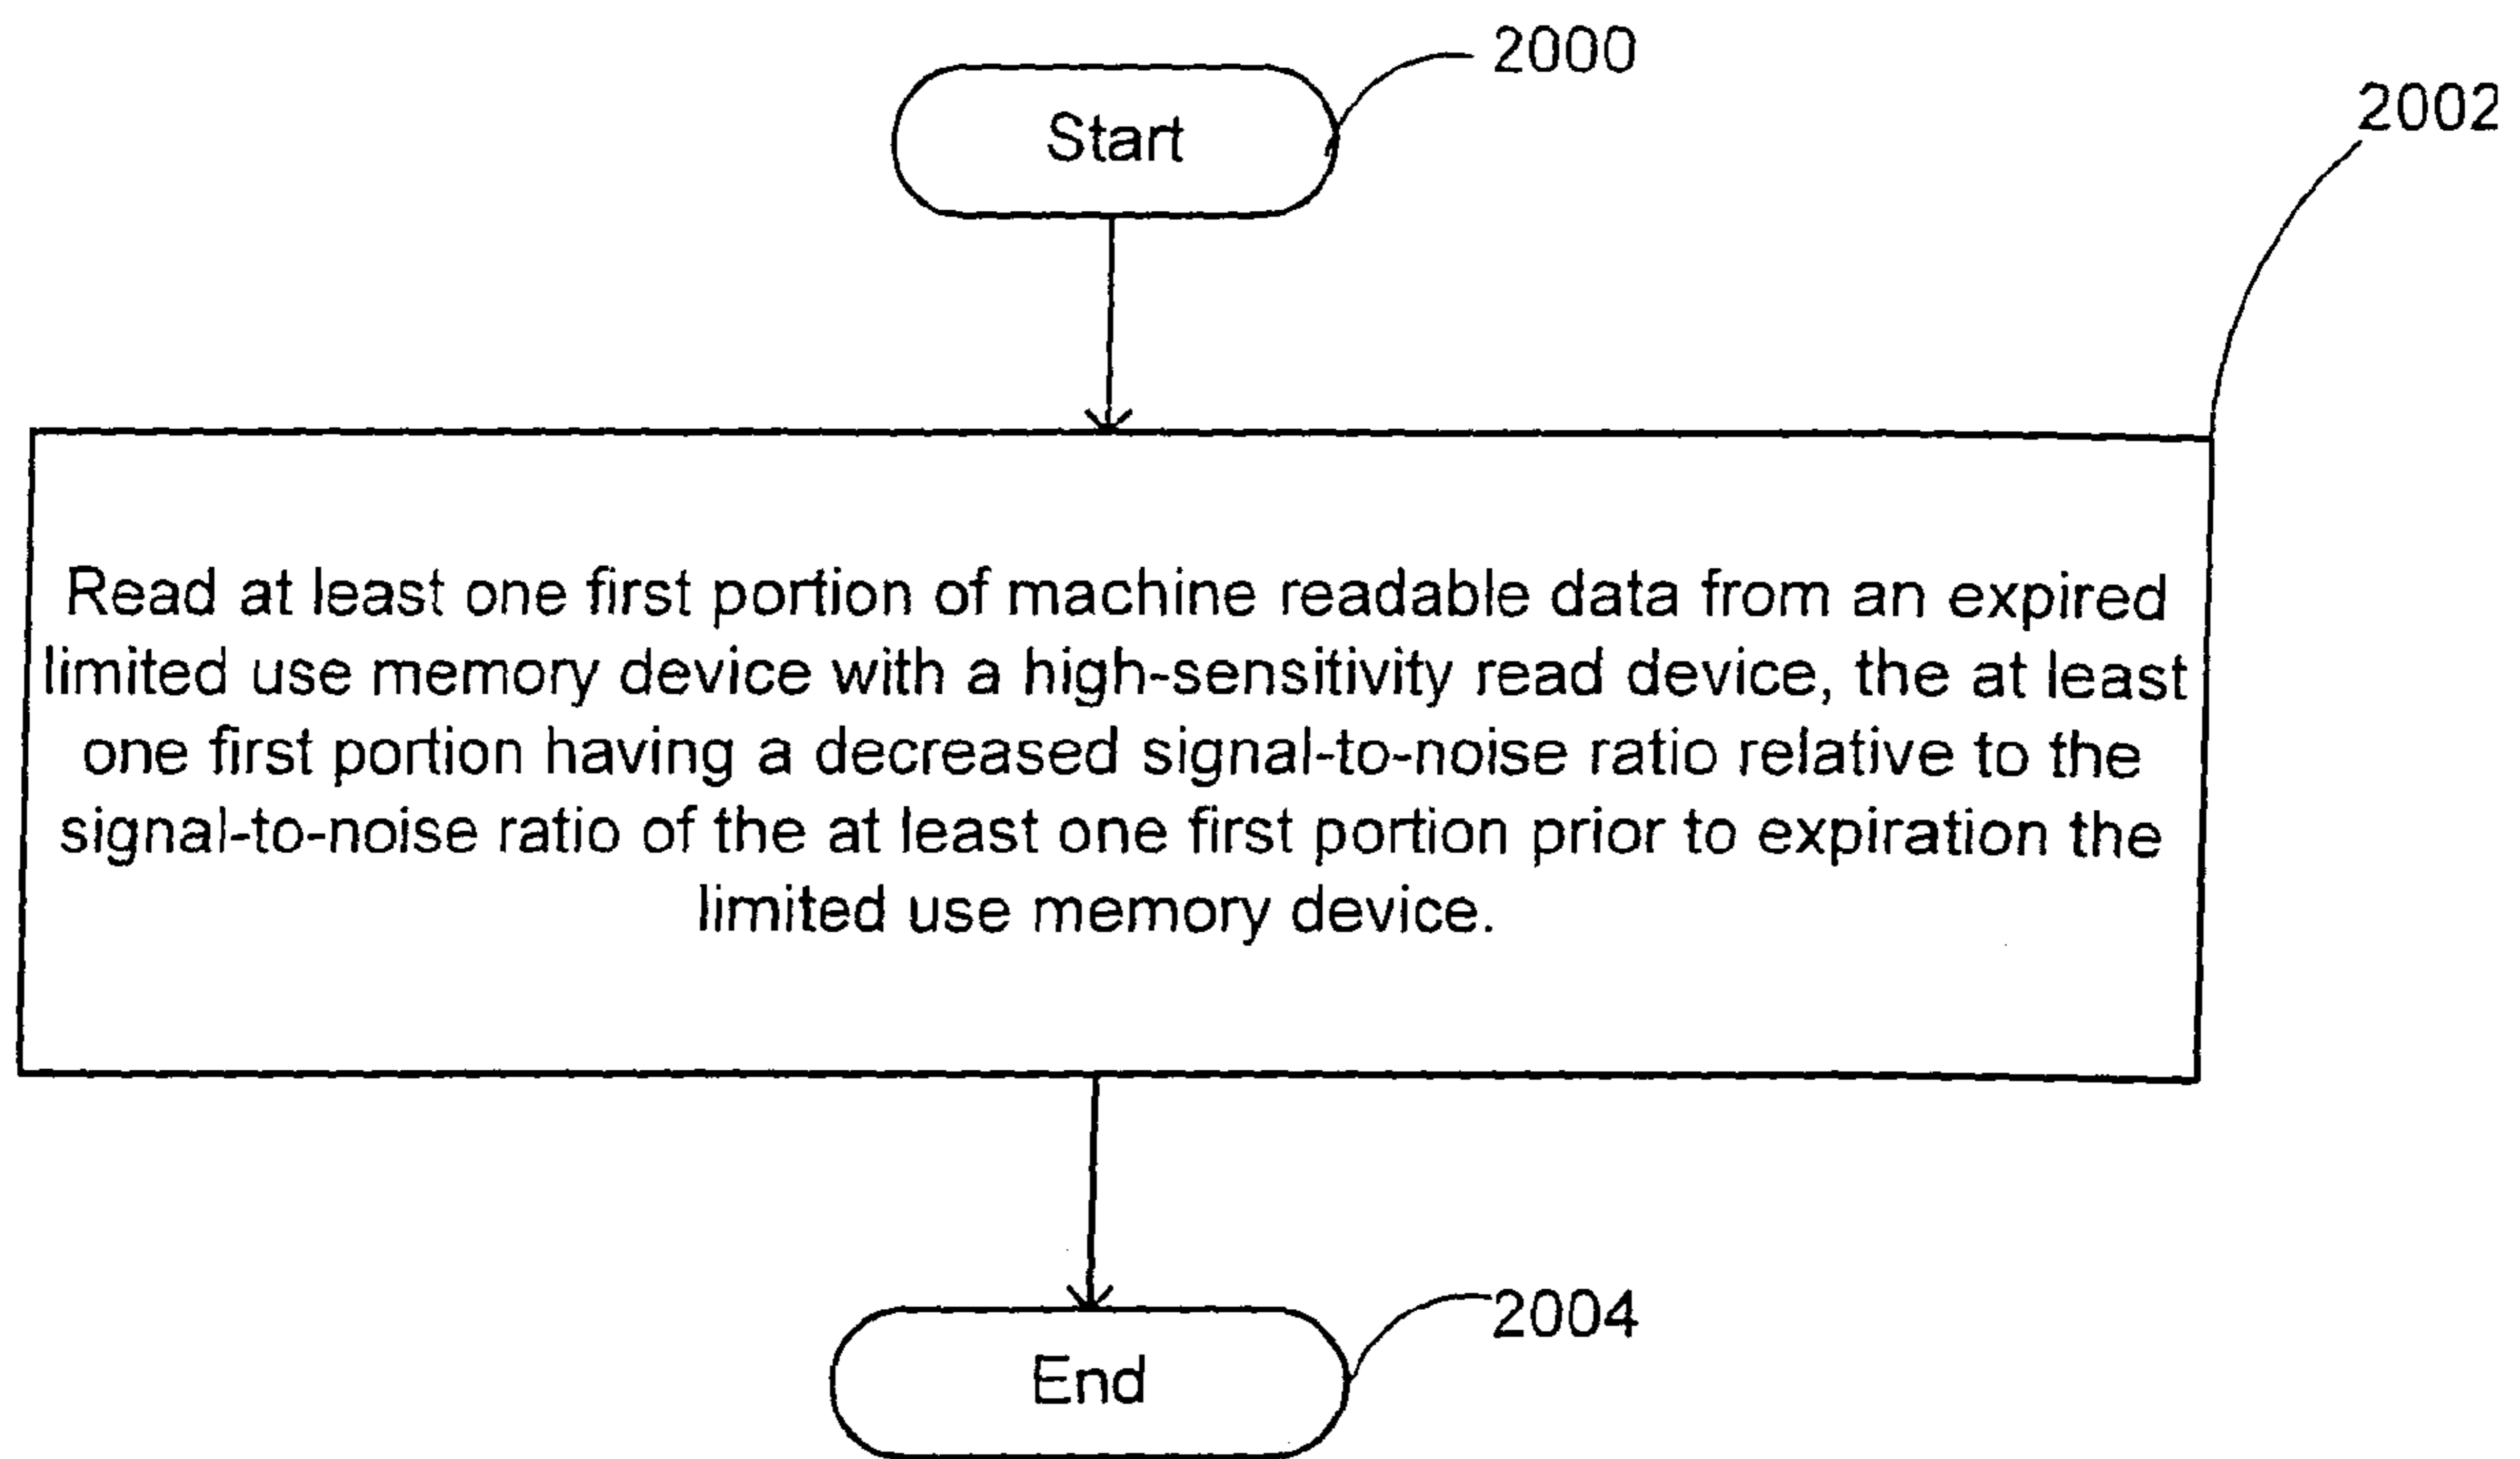 2000
Start
2002
Read at least one first portion of machine readable data from an expired
limited use memory device with a high-sensitivity read device, the at least
one first portion having a decreased signal-to-noise ratio relative to the
signal-to-noise ratio of the at least one first portion prior to expiration the
limited use memory device.
2004
End